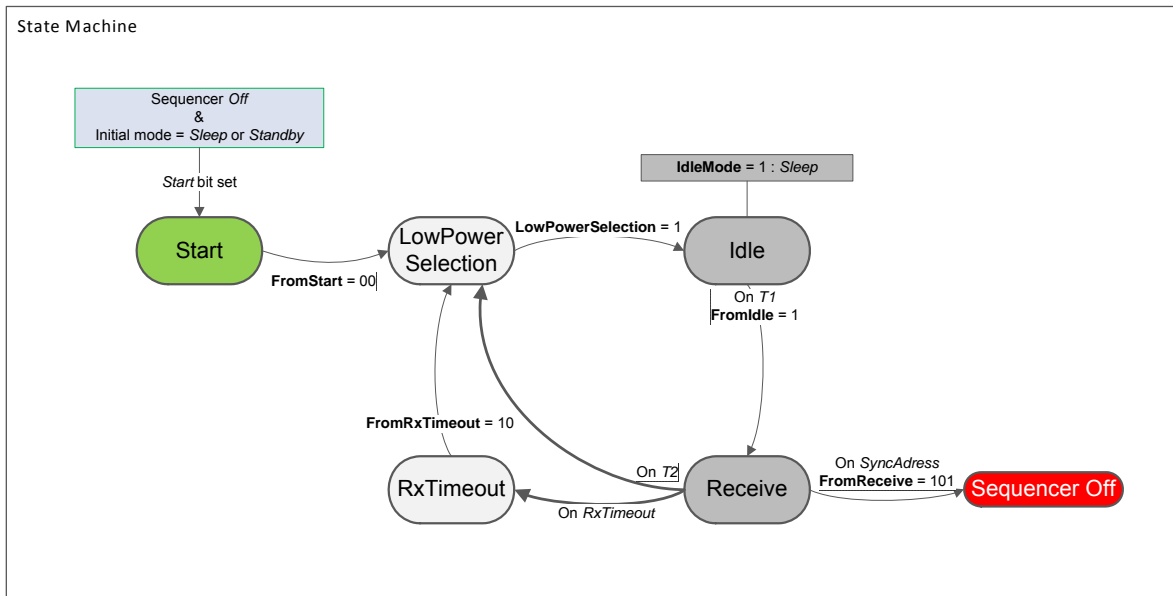 State Machine
Sequencer Off
&
Initial mode = Sleep or Standby
IdleMode = 1 : Sleep
Start bit set
Start
LowPower
Selection
LowPowerSelection = 1
Idle
FromStart = 00
On T1
FromIdle = 1
FromRxTimeout = 10
RxTimeout
On T2
On RxTimeout
Receive
On SyncAdress
FromReceive = 101
Sequencer Off